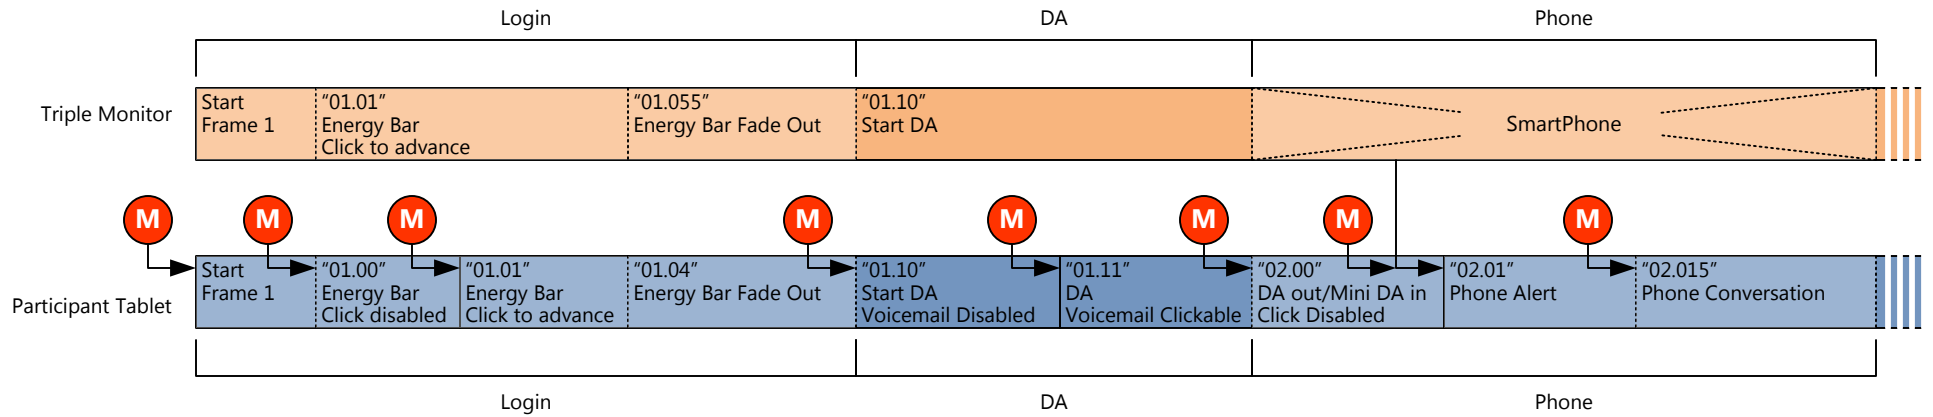 Login
DA
Phone
Triple Monitor
Start
Frame 1
“01.01”
Energy Bar
Click to advance
“01.055”
Energy Bar Fade Out
“01.10”
Start DA
SmartPhone
M
M
M
M
M
M
M
M
Participant Tablet
Start
Frame 1
“01.00”
Energy Bar
Click disabled
“01.01”
Energy Bar
Click to advance
“01.04”
Energy Bar Fade Out
“01.10”
Start DA
Voicemail Disabled
“01.11”
DA
Voicemail Clickable
“02.00”
DA out/Mini DA in
Click Disabled
“02.01”
Phone Alert
“02.015”
Phone Conversation
Login
DA
Phone